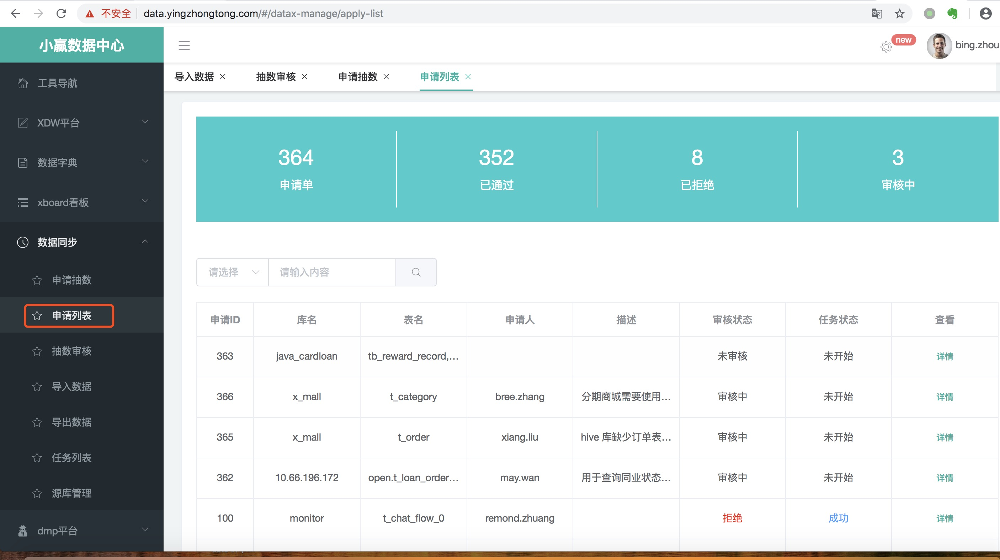 不安全 data.yingzhongtong.com/#/datax-manage/apply-list
小赢数据中心
new
bing.zhou
工具导航
XDW平台
数据字典
xboard看板
数据同步
申请抽数
申请列表
抽数审核
导入数据
导出数据
任务列表
源库管理
dmp平台
导入数据 抽数审核 申请抽数 申请列表
364 352 8 3
申请单 已通过 已拒绝 审核中
请选择 请输入内容
申请ID 库名 表名 申请人 描述 审核状态 任务状态 查看
363 java_cardloan tb_reward_record,... 未审核 未开始 详情
366 x_mall t_category bree.zhang 分期商城需要使用... 审核中 未开始 详情
365 x_mall t_order xiang.liu hive 库缺少订单表... 审核中 未开始 详情
362 10.66.196.172 open.t_loan_order... may.wan 用于查询同业状态... 审核中 未开始 详情
100 monitor t_chat_flow_0 remond.zhuang 拒绝 成功 详情